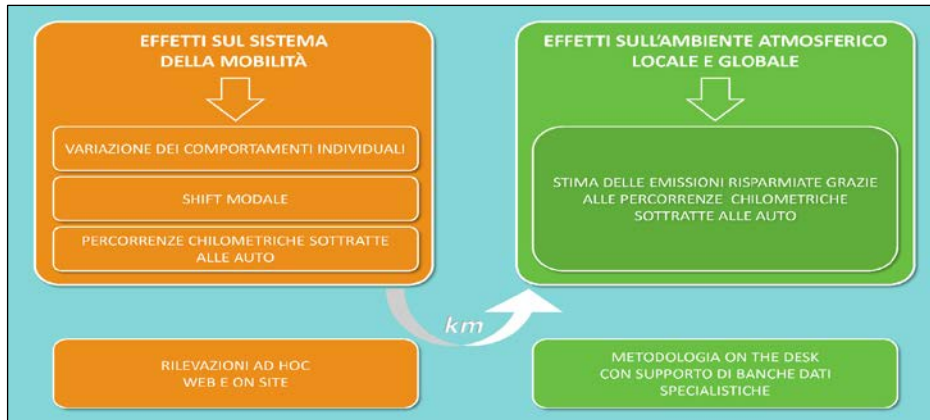 EFFETTI SUL SISTEMA
DELLA MOBILITÀ
VARIAZIONE DEI COMPORTAMENTI INDIVIDUALI
SHIFT MODALE
PERCORRENZE CHILOMETRICHE SOTTRATTE
ALLE AUTO
EFFETTI SULL'AMBIENTE ATMOSFERICO
LOCALE E GLOBALE
STIMA DELLE EMISSIONI RISPARMIATE GRAZIE
ALLE PERCORRENZE CHILOMETRICHE
SOTTRATTE ALLE AUTO
km
RILEVAZIONI AD HOC
WEB E ON SITE
METODOLOGIA ON THE DESK
CON SUPPORTO DI BANCHE DATI
SPECIALISTICHE